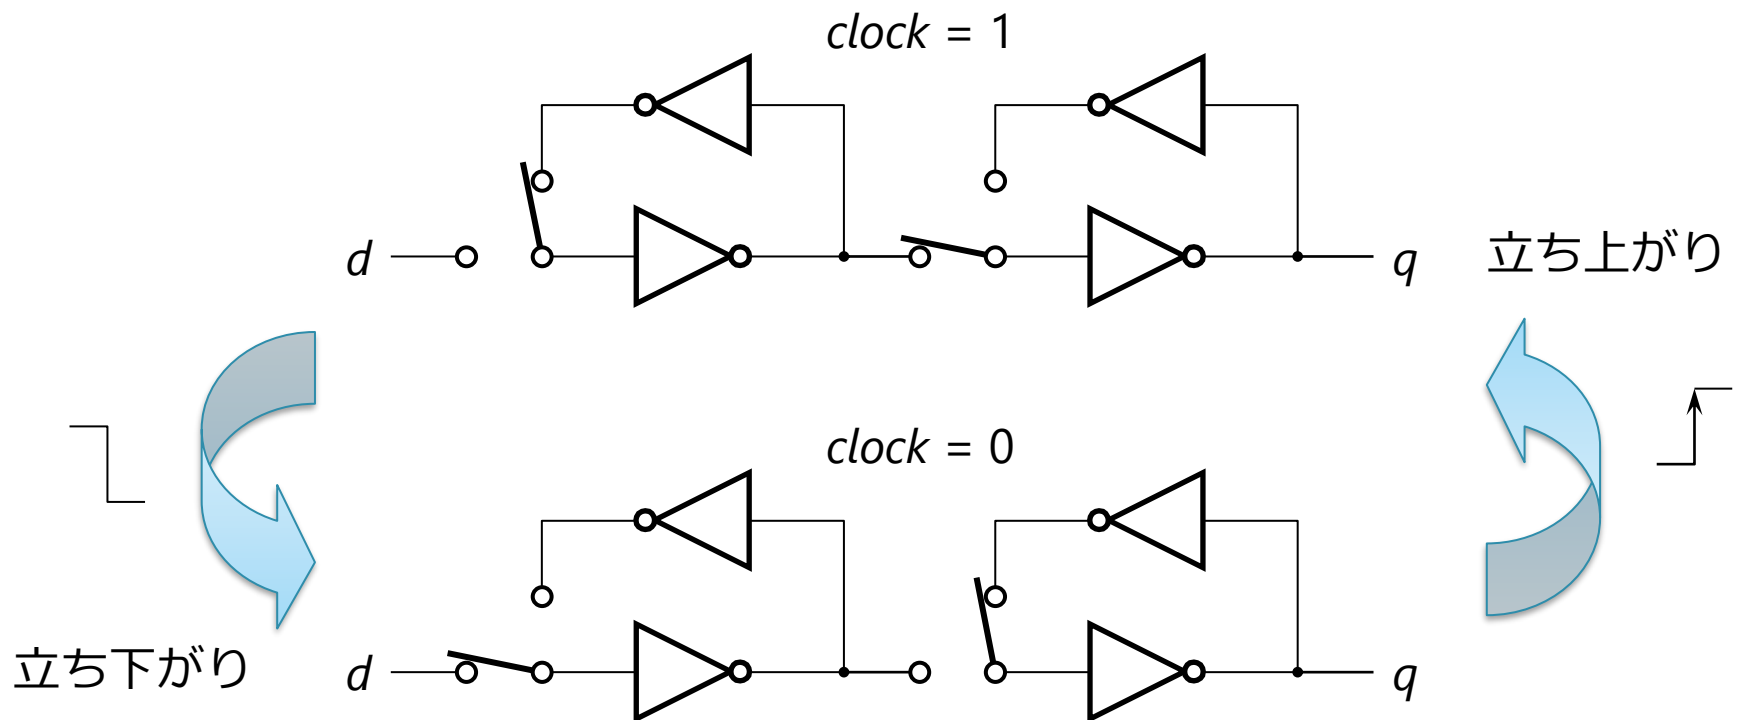 clock = 1
d
q
立ち上がり
clock = 0
立ち下がり
d
q